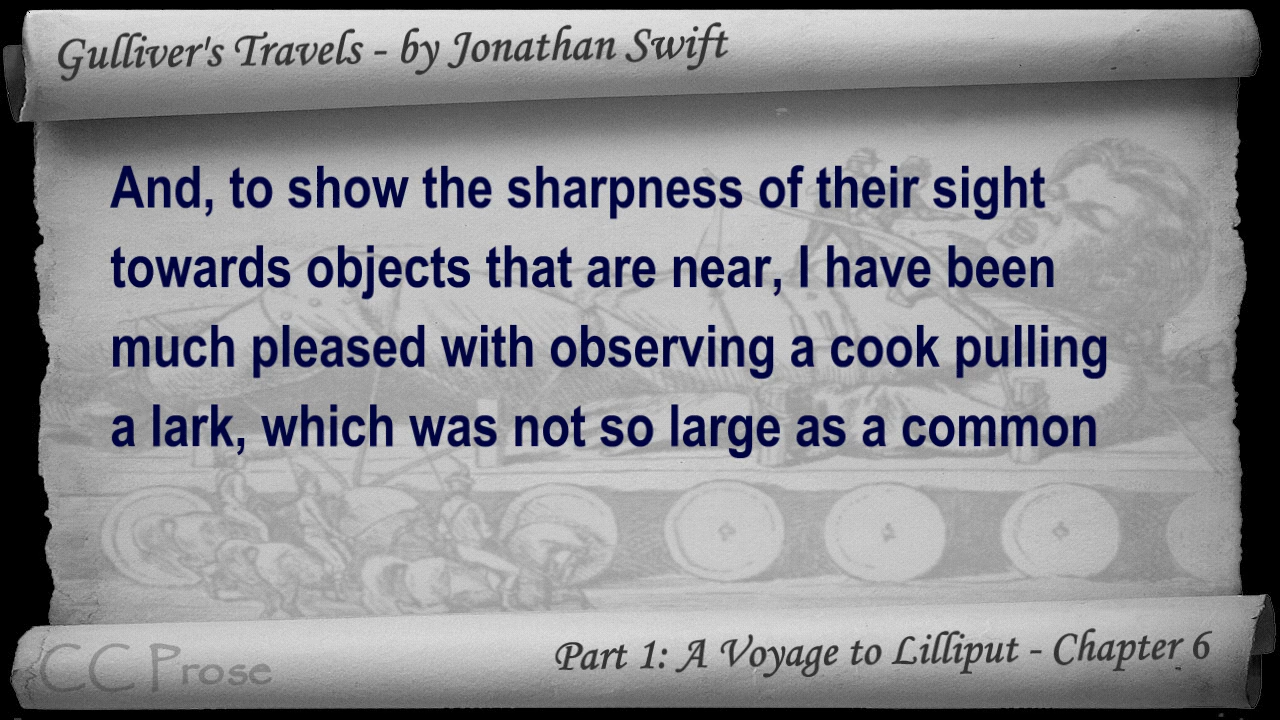 Gulliver's Travels - by Jonathan Swift
And, to show the sharpness of their sight
towards objects that are near, I have been
much pleased with observing a cook pulling
a lark, which was not so large as a common
Part 1: A Voyage to Lilliput - Chapter 6
CC Prose